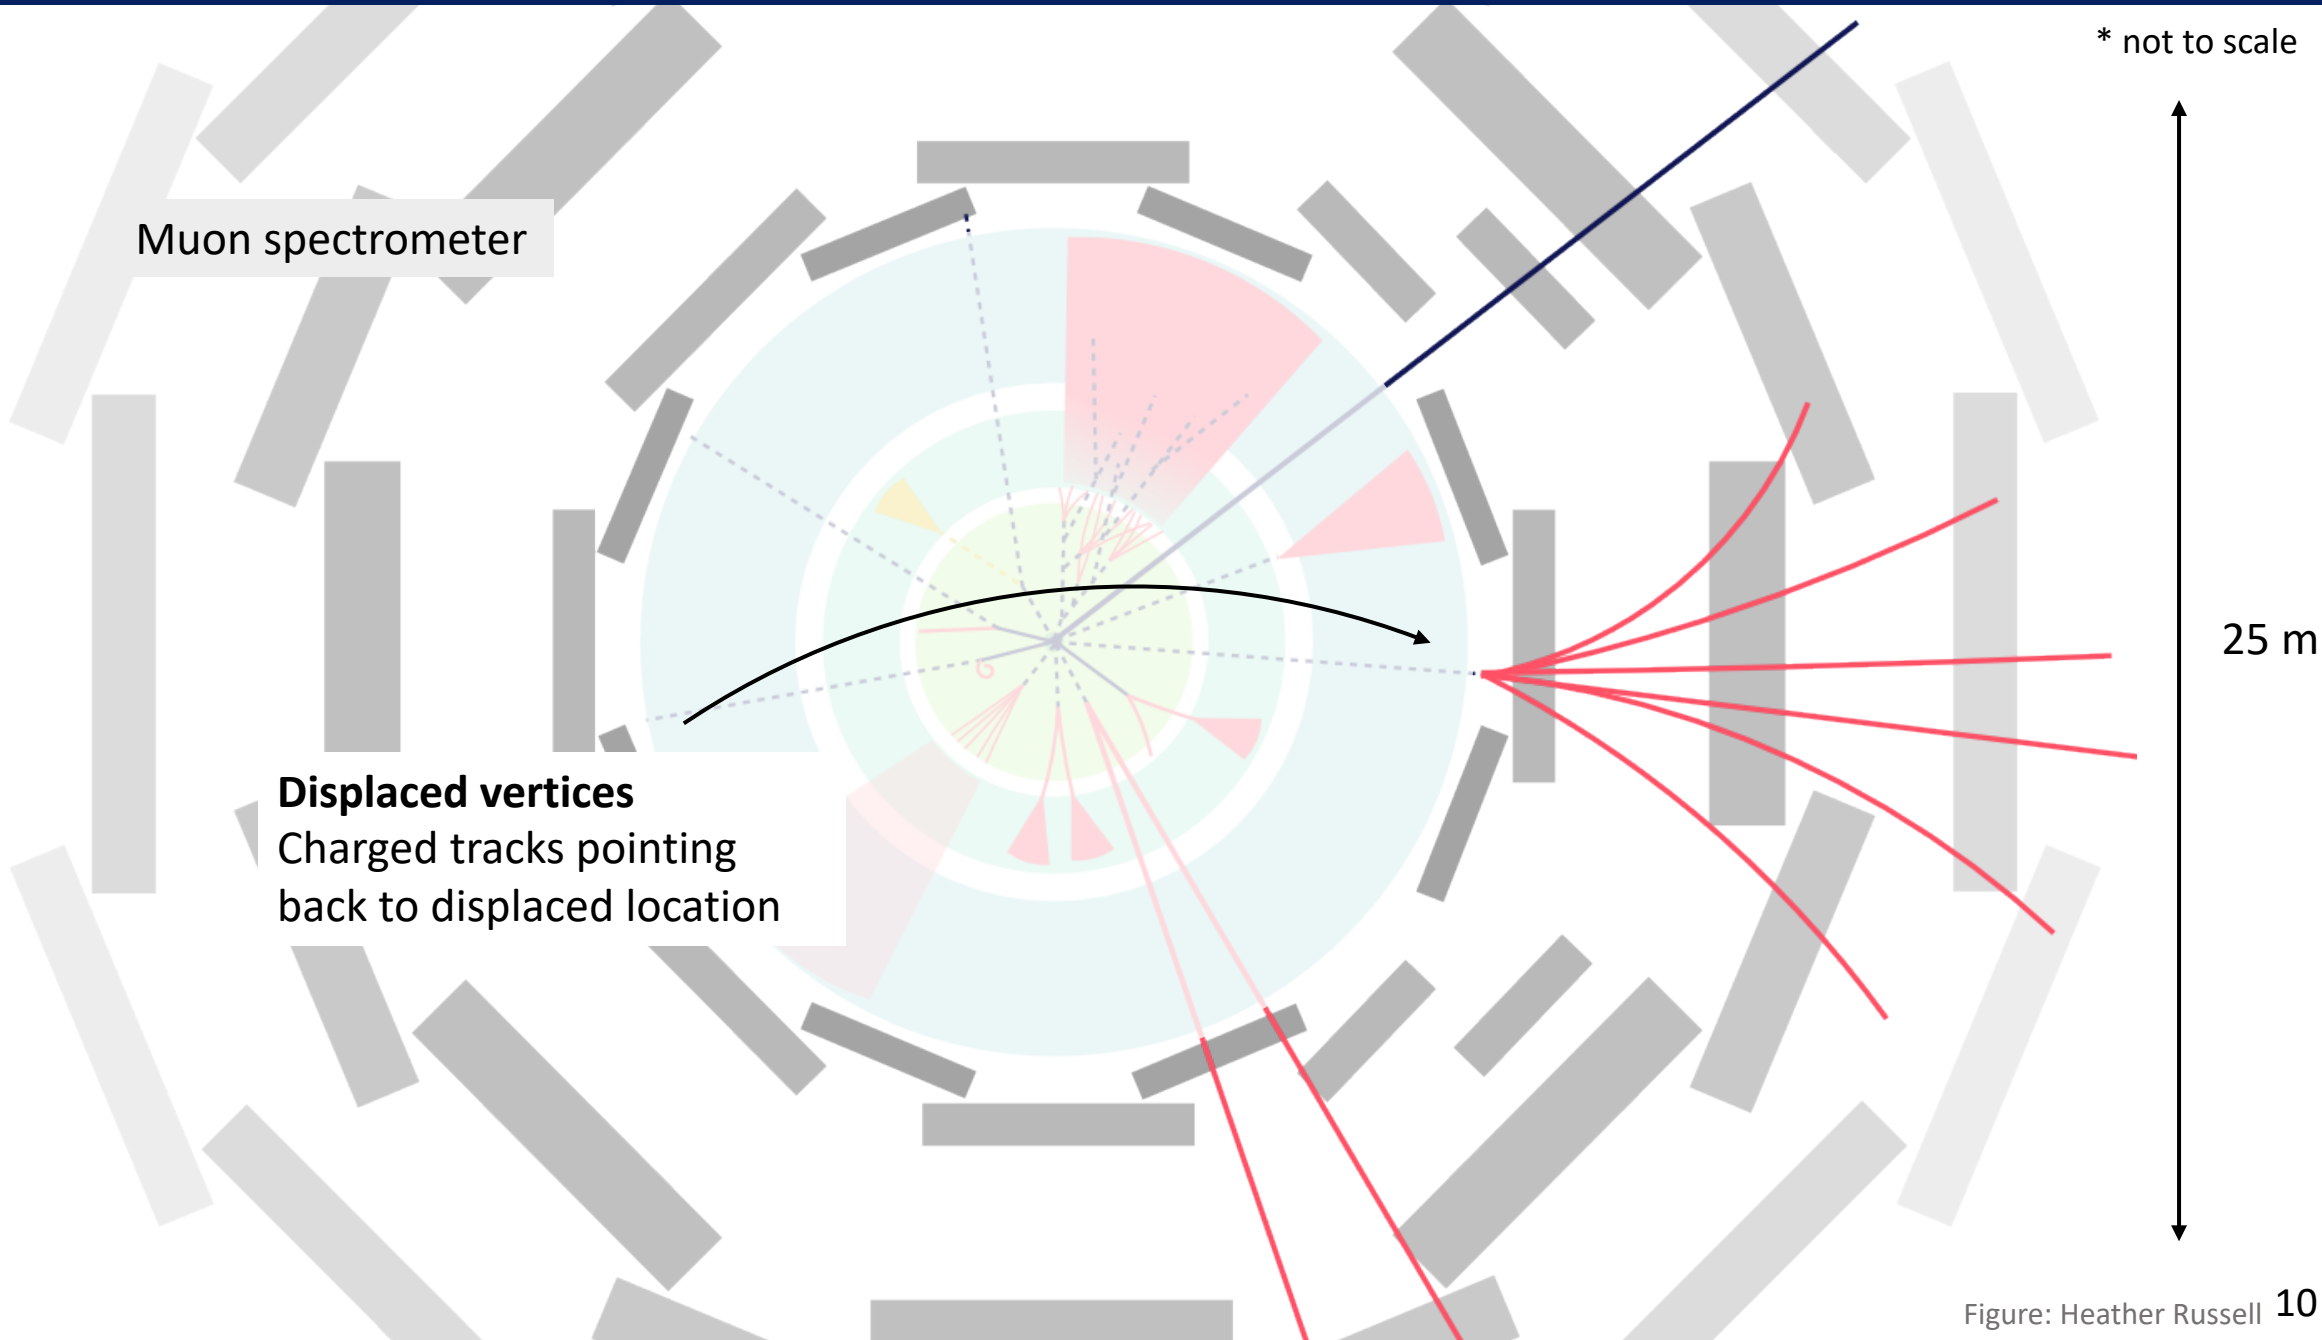 * not to scale
Muon spectrometer
25 m
Displaced vertices
Charged tracks pointing
back to displaced location
Figure: Heather Russell
10